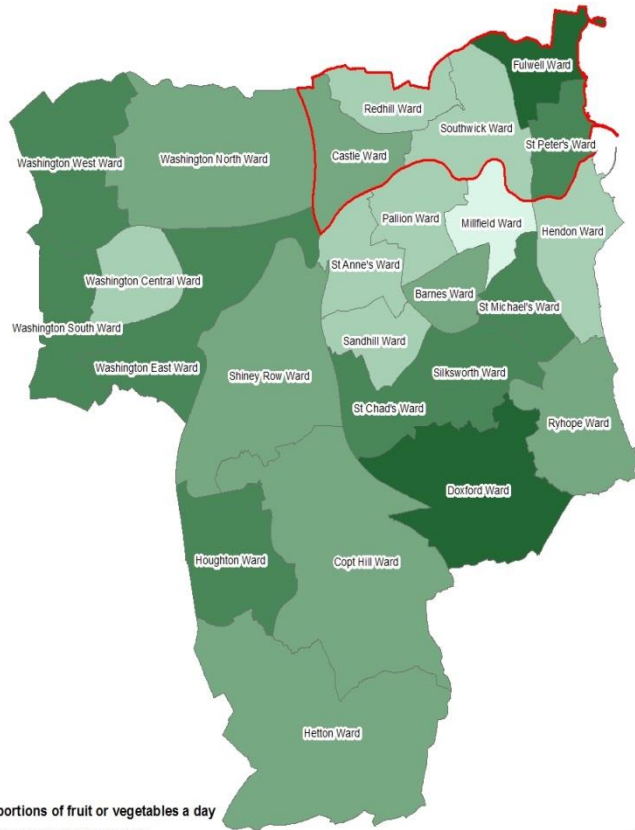 Fulwell Ward
Redhill Ward
Southwick Ward
St Peter's Ward
Castle Ward
Washington West Ward
Washington North Ward
Pallion Ward
Millfield Ward
Hendon Ward
St Anne's Ward
Washington Central Ward
Barnes Ward
St Michael's Ward
Washington South Ward
Sandhill Ward
Washington East Ward
Shiney Row Ward
Silksworth Ward
St Chad's Ward
Ryhope Ward
Doxford Ward
Houghton Ward
Copt Hill Ward
Hetton Ward
portions of fruit or vegetables a day